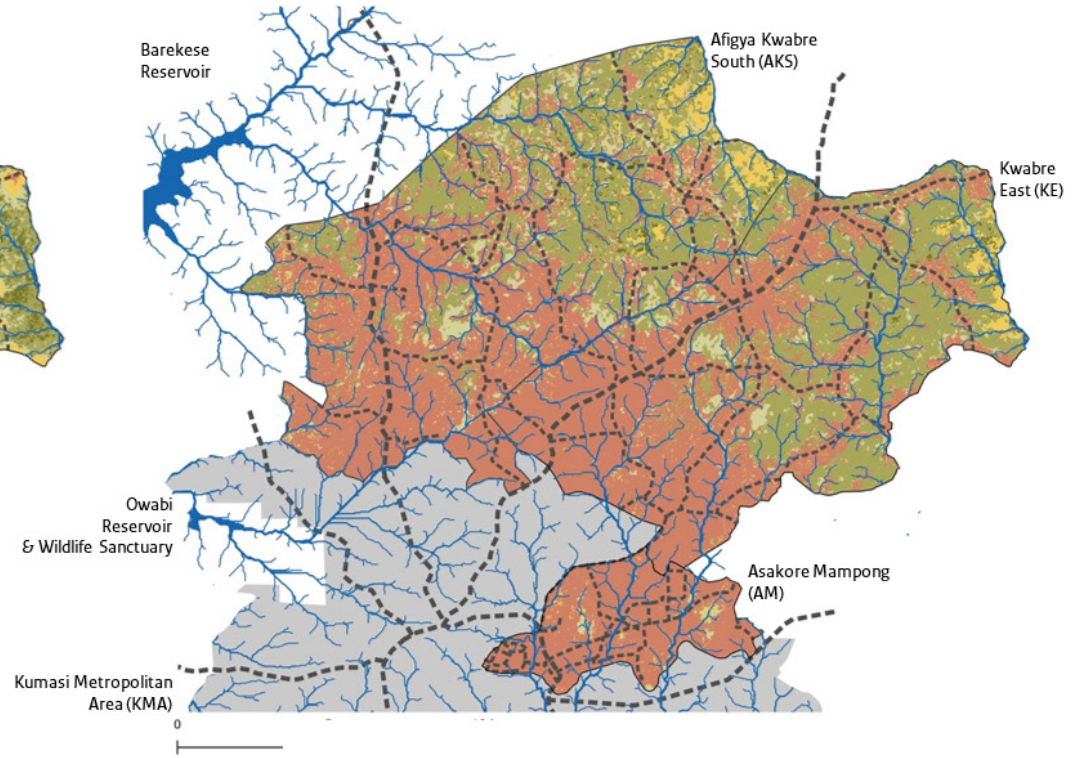 Barekese
Reservoir
Afigya Kwabre
South (AKS)
Kwabre
East (KE)
Owabi
Reservoir
& Wildlife Sanctuary
Asakore Mampong
(AM)
Kumasi Metropolitan
Area (KMA)
0